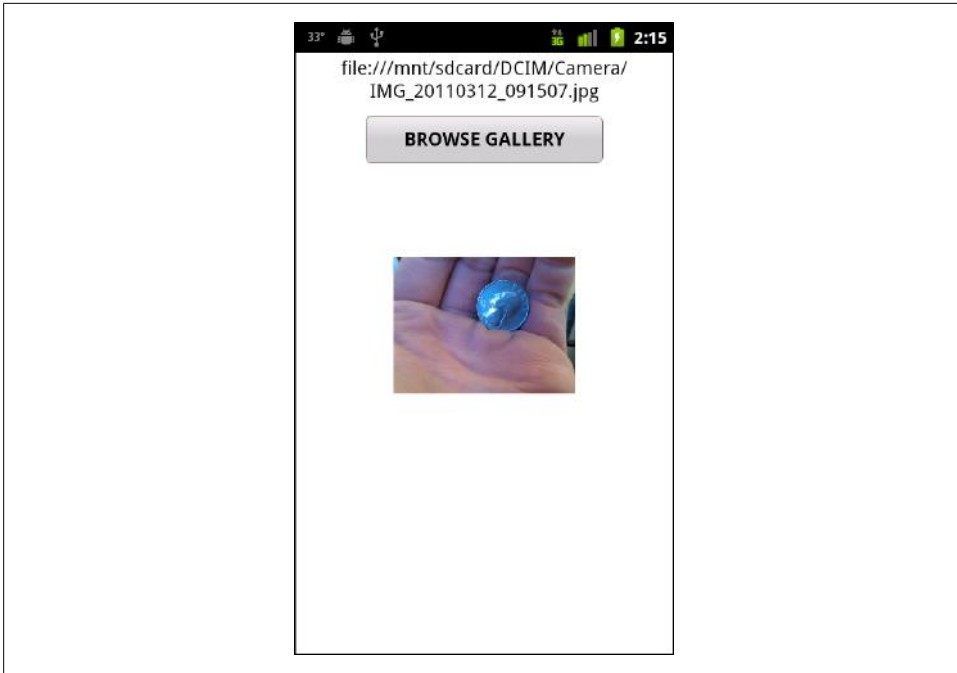 33°
3G
2:15
file:///mnt/sdcard/DCIM/Camera/
IMG_20110312_091507.jpg
BROWSE GALLERY